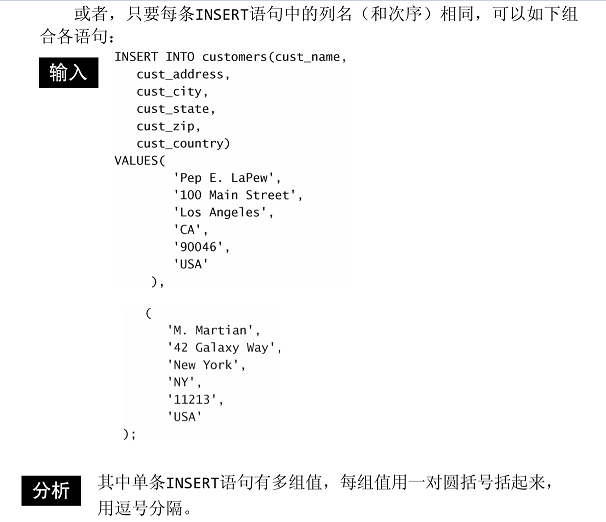 或者，只要每条INSERT语句中的列名（和次序）相同，可以如下组
合各语句：
输入
INSERT INTO customers(cust_name,
cust_address,
cust_city,
cust_state,
cust_zip,
cust_country)
VALUES(
'Pep E. LaPew',
'100 Main Street',
'Los Angeles',
'CA',
'90046',
'USA'
),
(
'M. Martian',
'42 Galaxy Way',
'New York',
'NY',
'11213',
'USA'
);
分析
其中单条INSERT语句有多组值，每组值用一对圆括号括起来，
用逗号分隔。